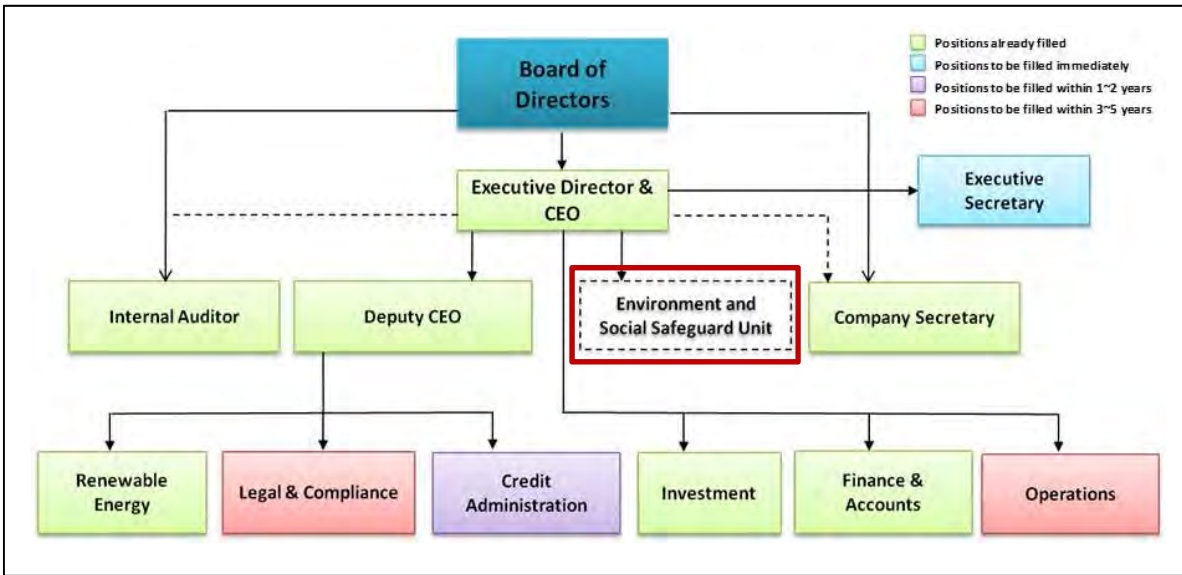 Board of
Directors
Positions already filled
Positions to be filled immediately
Positions to be filled within 1~2 years
Positions to be filled within 3~5 years
Executive Director &
CEO
Executive
Secretary
Internal Auditor
Deputy CEO
Environment and
Social Safeguard Unit
Company Secretary
Renewable
Energy
Legal & Compliance
Credit
Administration
Investment
Finance &
Accounts
Operations